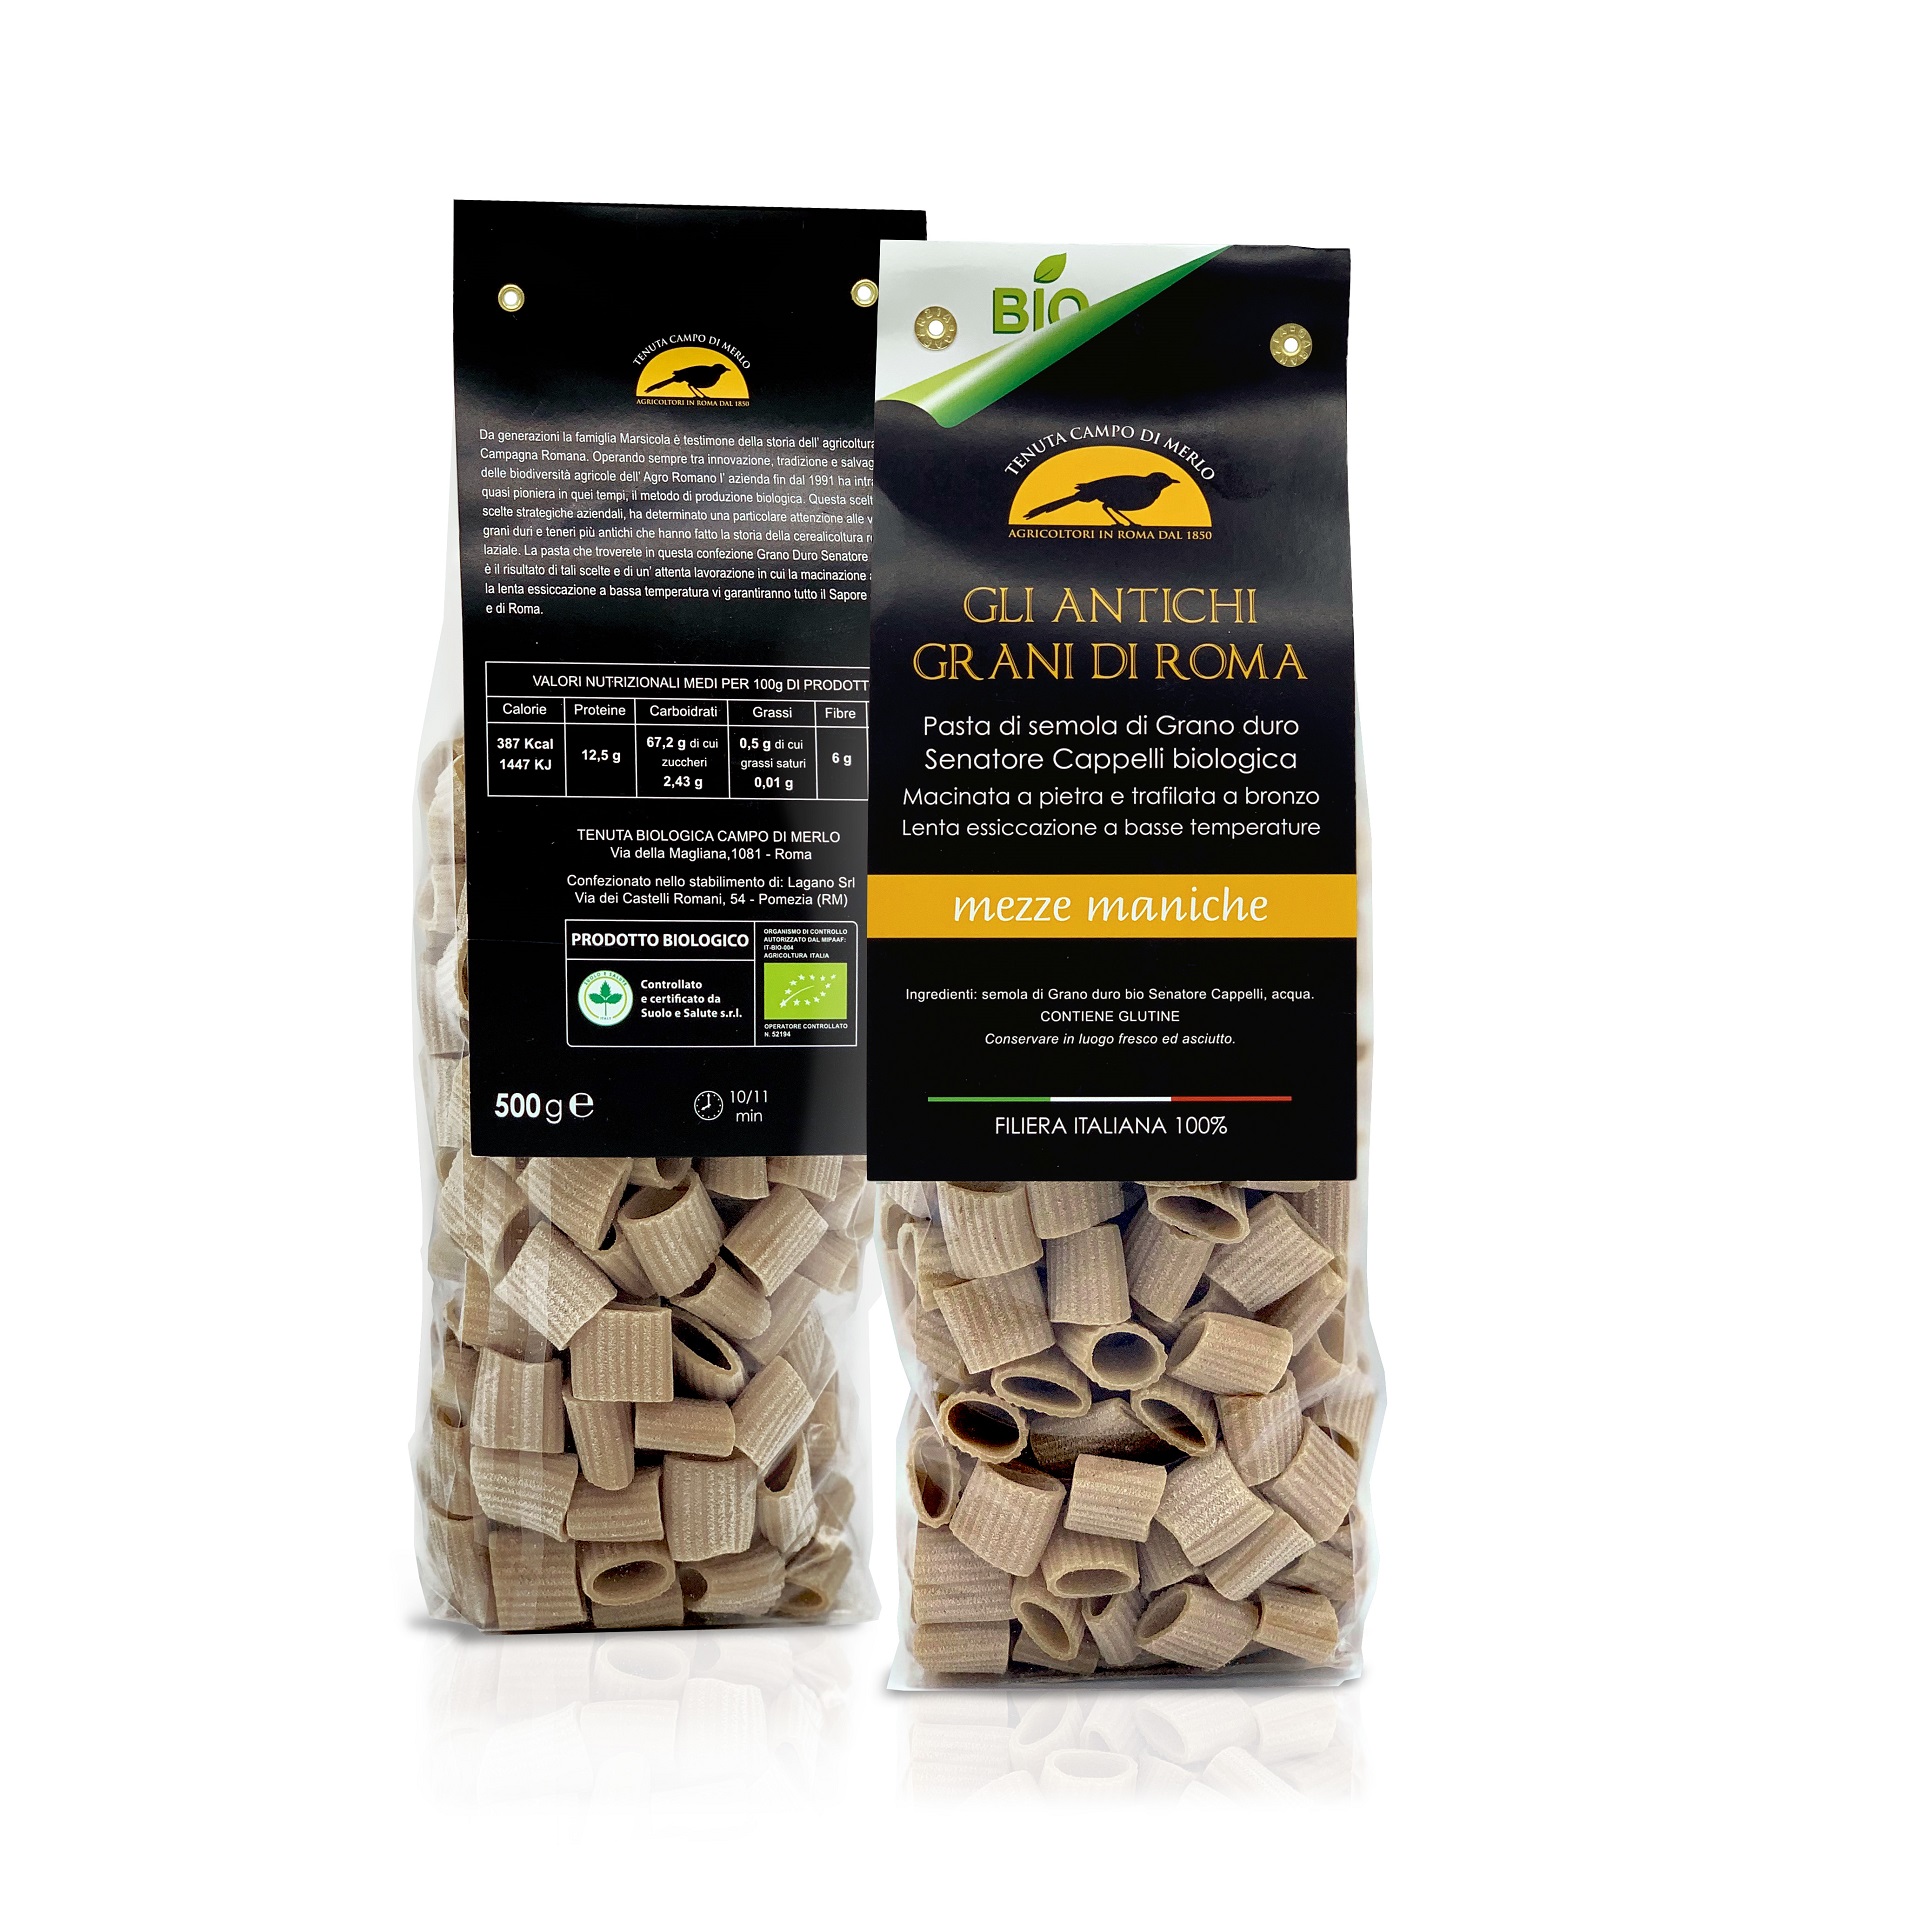 TENUTA CAMPO DI MERLO
AGRICOLTORI IN ROMA DAL 1850
Da generazioni la famiglia Marsicola è testimone della storia dell' agricoltura
Campagna Romana. Operando sempre tra innovazione, tradizione e
delle biodiversità agricole dell' Agro Romano l' azienda fin dal 1991 ha
quasi pioniera in quei tempi, il metodo di produzione biologica. Questa
scelte strategiche aziendali, ha determinato una particolare attenzione alle
grani duri e teneri più antichi che hanno fatto la storia della cerealicoltura
laziale. La pasta che troverete in questa confezione Grano Duro Senatore
è il risultato di tali scelte e di un' attenta lavorazione in cui la macinazione
la lenta essiccazione a bassa temperatura vi garantiranno tutto il Sapore
e di Roma.
VALORI NUTRIZIONALI MEDI PER 100g DI PRODOTT
Calorie Proteine Carboidrati Grassi Fibre
387 Kcal 12,5 g 67,2 g di cui 0,5 g di cui 6 g
1447 KJ zuccheri grassi saturi
2,43 g 0,01 g
TENUTA BIOLOGICA CAMPO DI MERLO
Via della Magliana,1081 - Roma
Confezionato nello stabilimento di: Lagano Srl
Via dei Castelli Romani, 54 - Pomezia (RM)
PRODOTTO BIOLOGICO
Controllato
e certificato da
Suolo e Salute s.r.l.
ORGANISMO DI CONTROLLO
AUTORIZZATO DAL MIPAAF:
IT-BIO-004
AGRICOLTURA ITALIA
OPERATORE CONTROLLATO
N. 52194
500g ℮
10/11
min
BIO
TENUTA CAMPO DI MERLO
AGRICOLTORI IN ROMA DAL 1850
GLI ANTICHI
GRANI DI ROMA
Pasta di semola di Grano duro
Senatore Cappelli biologica
Macinata a pietra e trafilata a bronzo
Lenta essiccazione a basse temperature
mezze maniche
Ingredienti: semola di Grano duro bio Senatore Cappelli, acqua.
CONTIENE GLUTINE
Conservare in luogo fresco ed asciutto.
FILIERA ITALIANA 100%